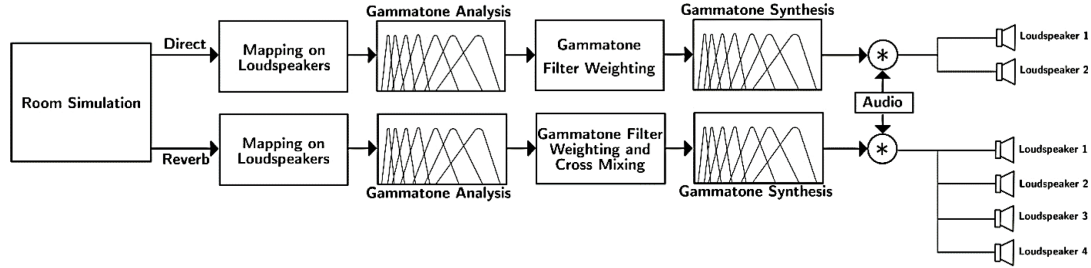 Room Simulation
Direct
Mapping on
Loudspeakers
Gammatone Analysis
Gammatone
Filter Weighting
Gammatone Synthesis
*
Loudspeaker 1
Loudspeaker 2
Audio
Reverb
Mapping on
Loudspeakers
Gammatone Analysis
Gammatone Filter
Weighting and
Cross Mixing
Gammatone Synthesis
*
Loudspeaker 1
Loudspeaker 2
Loudspeaker 3
Loudspeaker 4